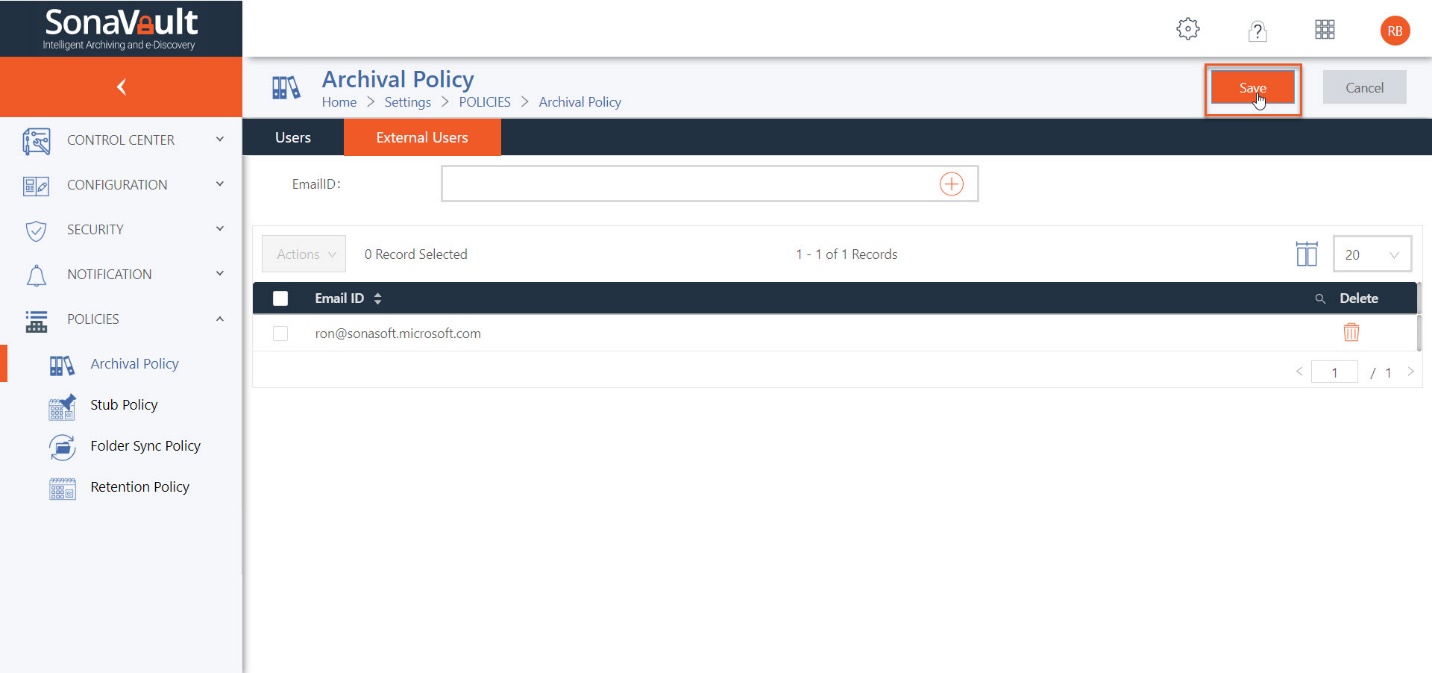 SonaVault
Intelligent Archiving and e-Discovery
?
RB
Archival Policy
Home > Settings > POLICIES > Archival Policy
Save
Cancel
CONTROL CENTER
CONFIGURATION
SECURITY
NOTIFICATION
POLICIES
Archival Policy
Stub Policy
Folder Sync Policy
Retention Policy
Users
External Users
EmailID:
Actions
0 Record Selected
1 - 1 of 1 Records
20
Email ID
Delete
ron@sonasoft.microsoft.com
< 1 / 1 >